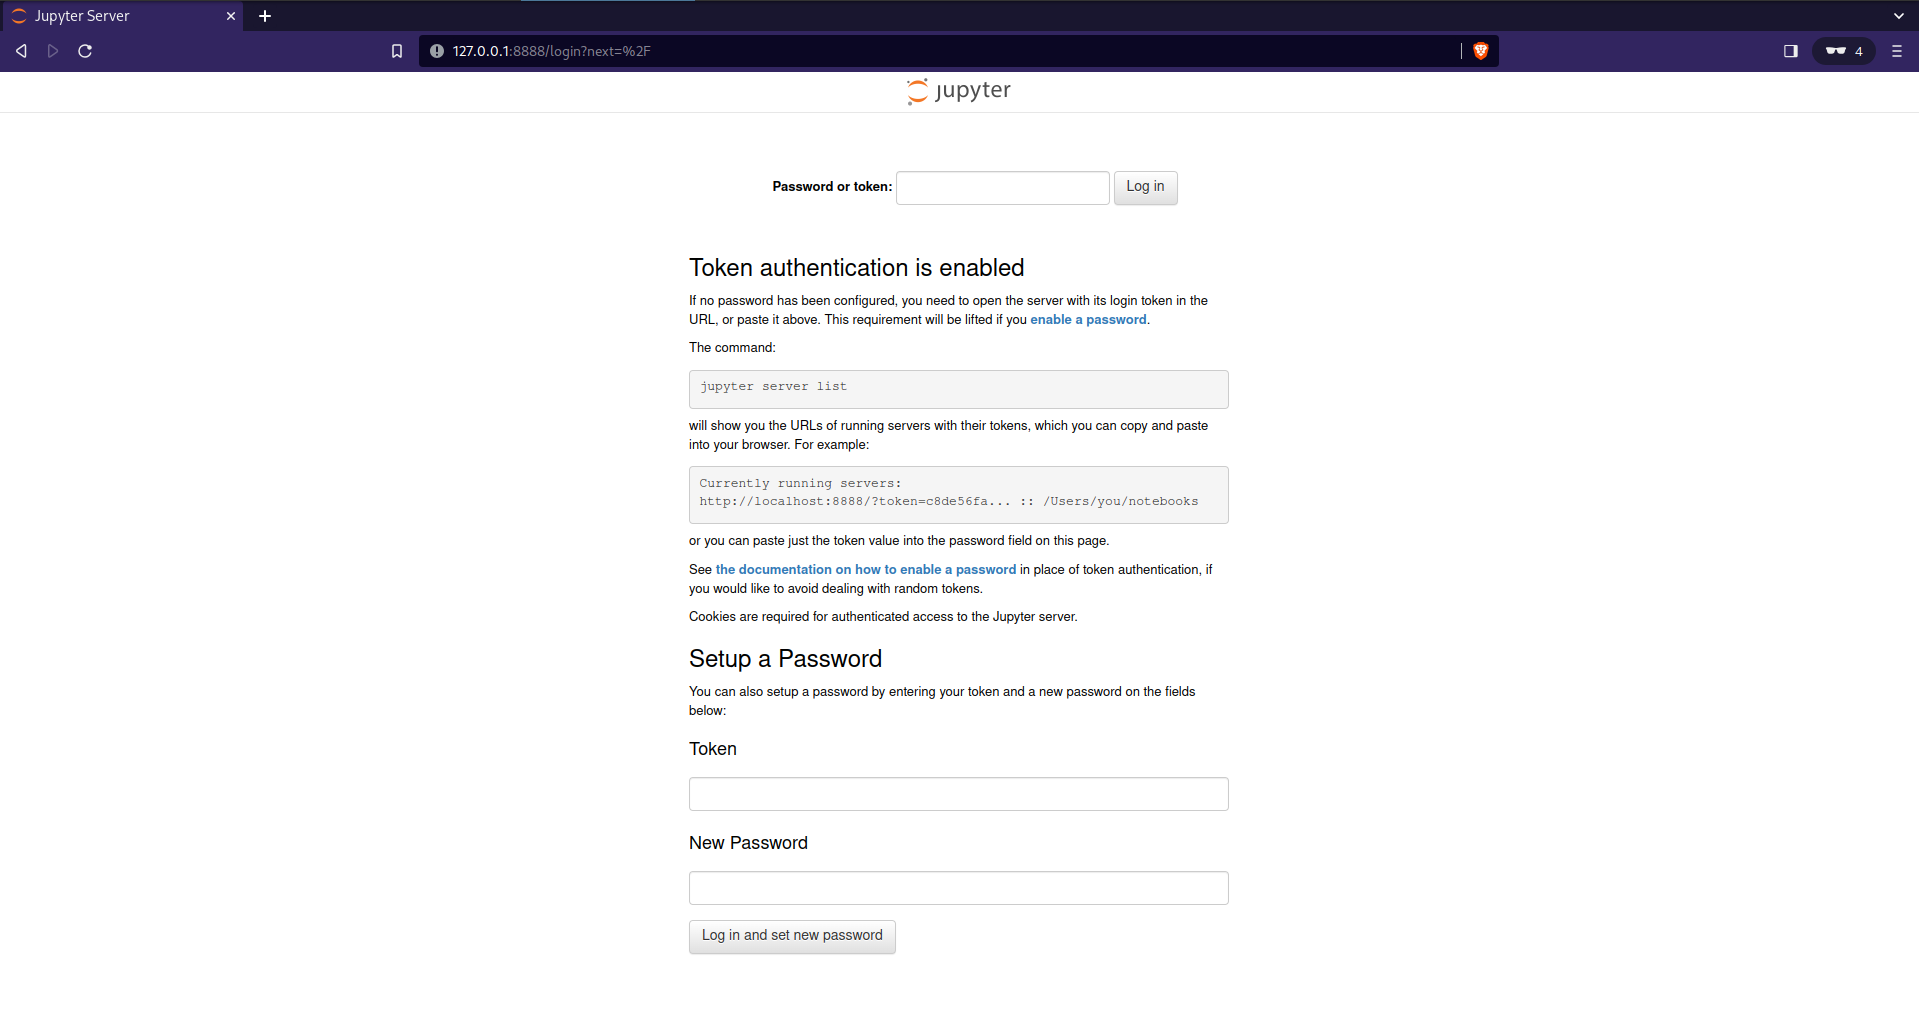 Jupyter Server
127.0.0.1:8888/login?next=%2F
4
jupyter
Password or token:
Log in
Token authentication is enabled
If no password has been configured, you need to open the server with its login token in the
URL, or paste it above. This requirement will be lifted if you enable a password.
The command:
jupyter server list
will show you the URLs of running servers with their tokens, which you can copy and paste
into your browser. For example:
Currently running servers:
http://localhost:8888/?token=c8de56fa... :: /Users/you/notebooks
or you can paste just the token value into the password field on this page.
See the documentation on how to enable a password in place of token authentication, if
you would like to avoid dealing with random tokens.
Cookies are required for authenticated access to the Jupyter server.
Setup a Password
You can also setup a password by entering your token and a new password on the fields
below:
Token
New Password
Log in and set new password